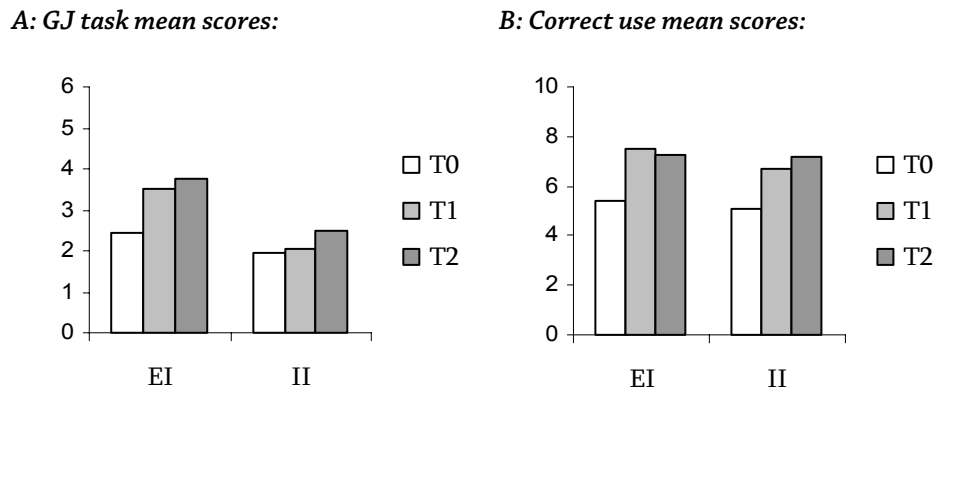 A: GJ task mean scores:
6
5
4
3
2
1
0
EI II
T0
T1
T2
B: Correct use mean scores:
10
8
6
4
2
0
EI II
T0
T1
T2